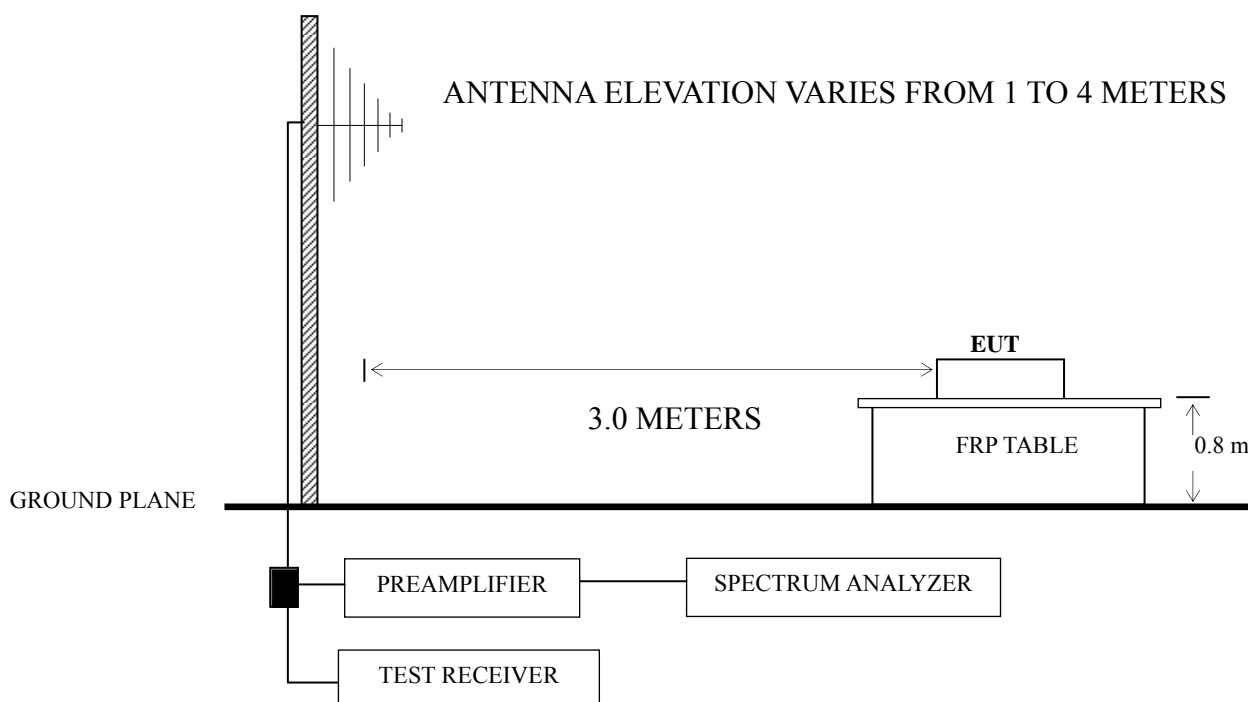 ANTENNA ELEVATION VARIES FROM 1 TO 4 METERS
EUT
3.0 METERS
FRP TABLE
0.8 m
GROUND PLANE
PREAMPLIFIER
SPECTRUM ANALYZER
TEST RECEIVER